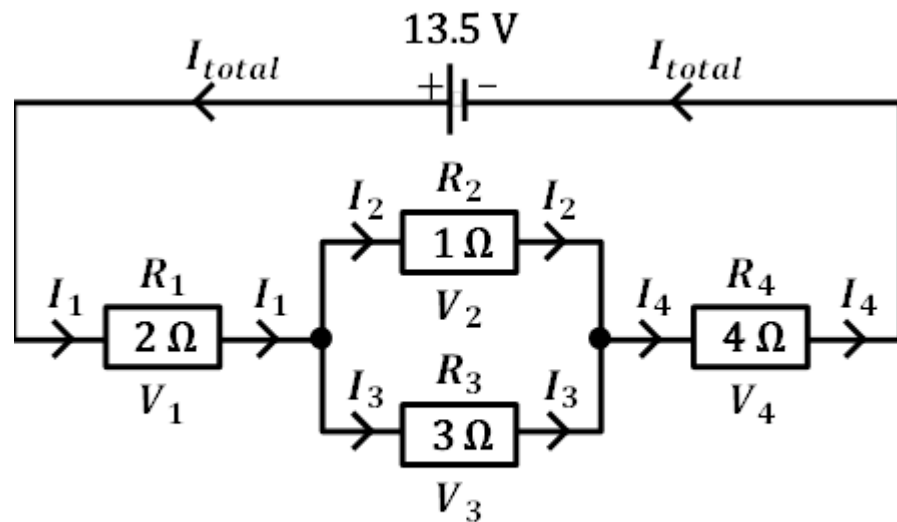 13.5 V
I_total
+ −
I_total
R_2
I_2
1 Ω
I_2
V_2
I_1
R_1
2 Ω
I_1
V_1
I_4
R_4
4 Ω
I_4
V_4
R_3
I_3
3 Ω
I_3
V_3